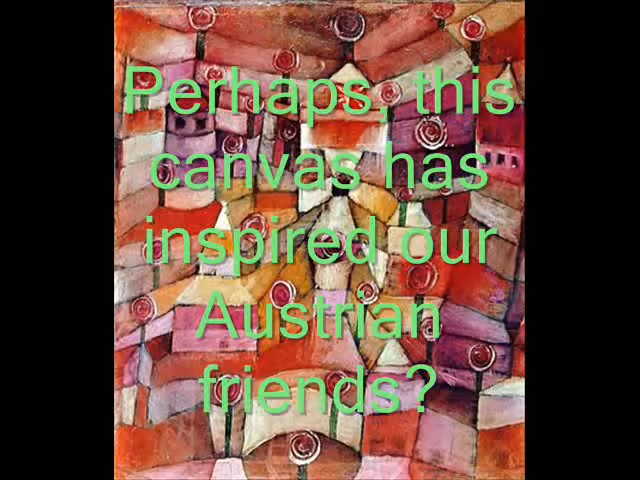 Perhaps, this
canvas has
inspired our
Austrian
friends?